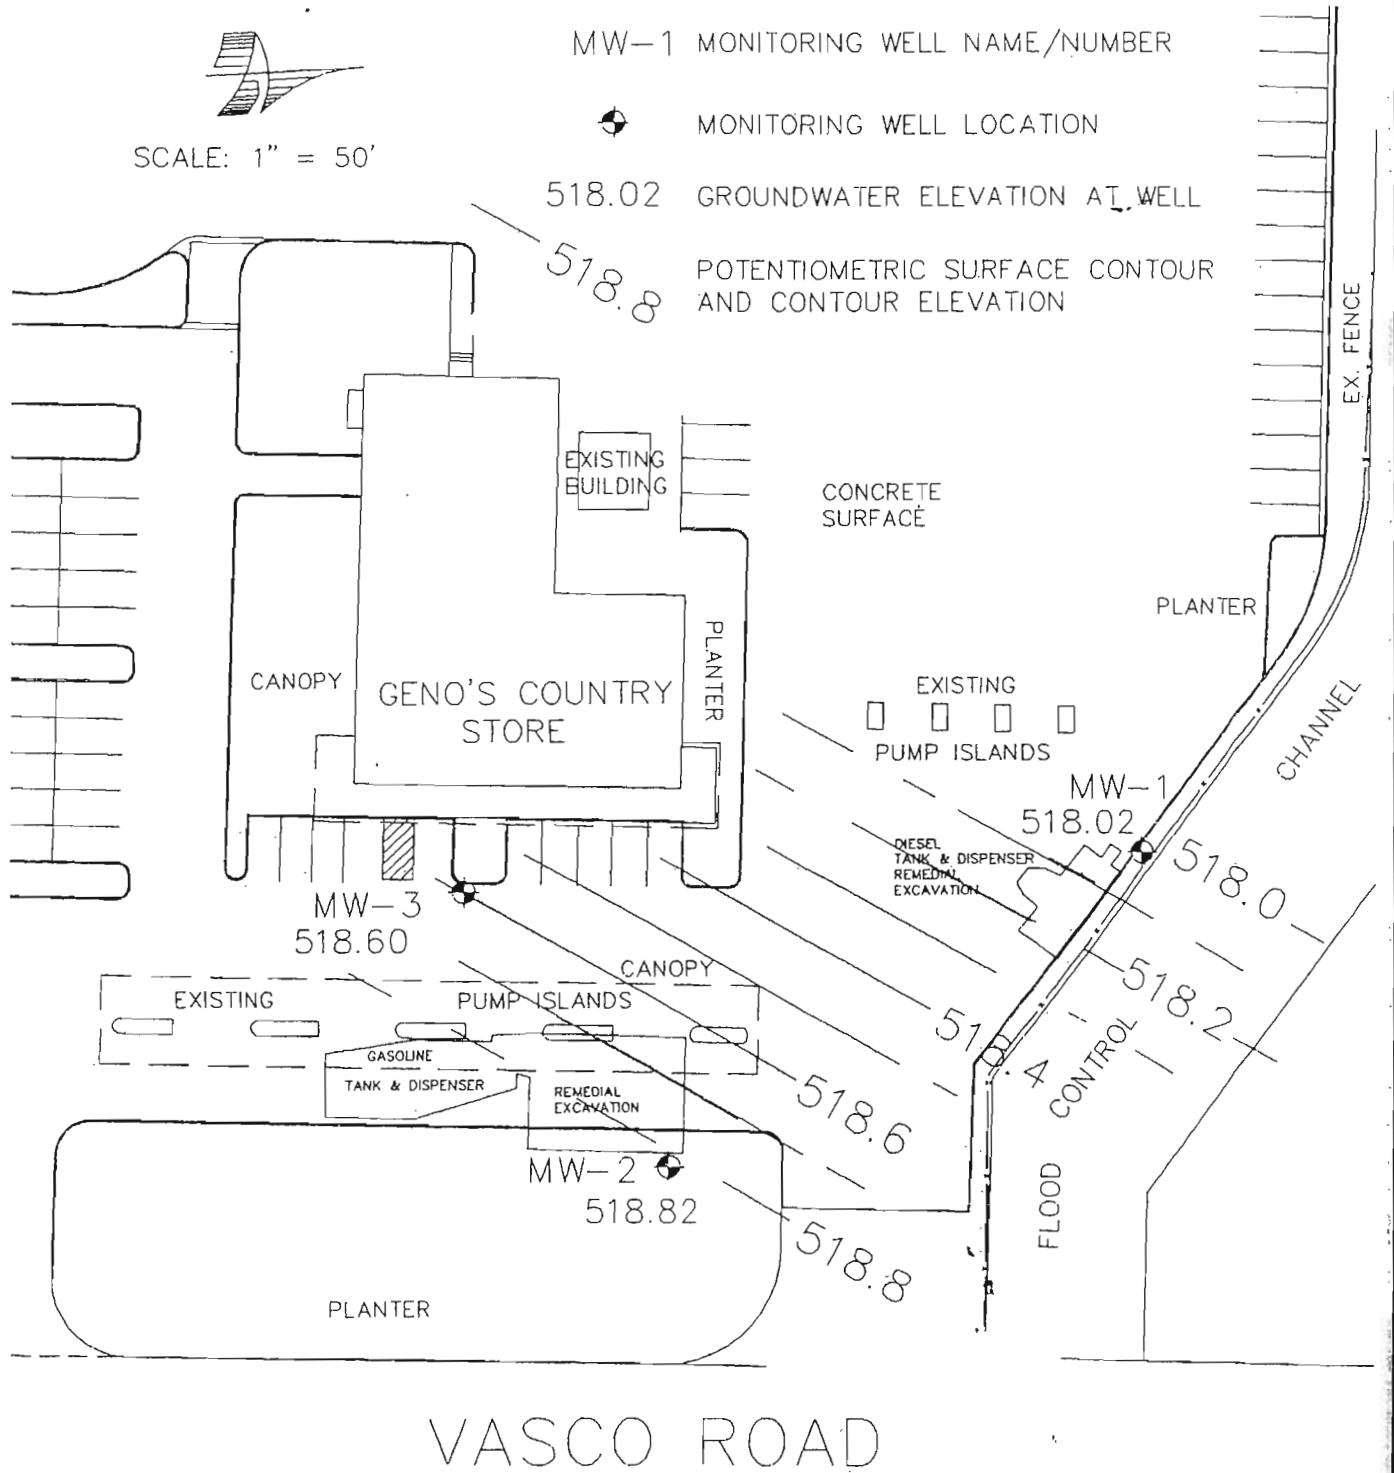 MW-1 MONITORING WELL NAME/NUMBER
MONITORING WELL LOCATION
SCALE: 1" = 50'
518.02 GROUNDWATER ELEVATION AT WELL
518.8
POTENTIOMETRIC SURFACE CONTOUR
AND CONTOUR ELEVATION
EX. FENCE
EXISTING
BUILDING
CONCRETE
SURFACE
PLANTER
PLANTER
CANOPY
GENO'S COUNTRY
STORE
EXISTING
PUMP ISLANDS
CHANNEL
MW-1
518.02
518.0
DIESEL
TANK & DISPENSER
REMEDIAL
EXCAVATION
MW-3
518.60
518.2
CANOPY
EXISTING PUMP ISLANDS
51 .4
GASOLINE
TANK & DISPENSER
REMEDIAL
EXCAVATION
518.6
FLOOD CONTROL
MW-2
518.82
518.8
PLANTER
VASCO ROAD